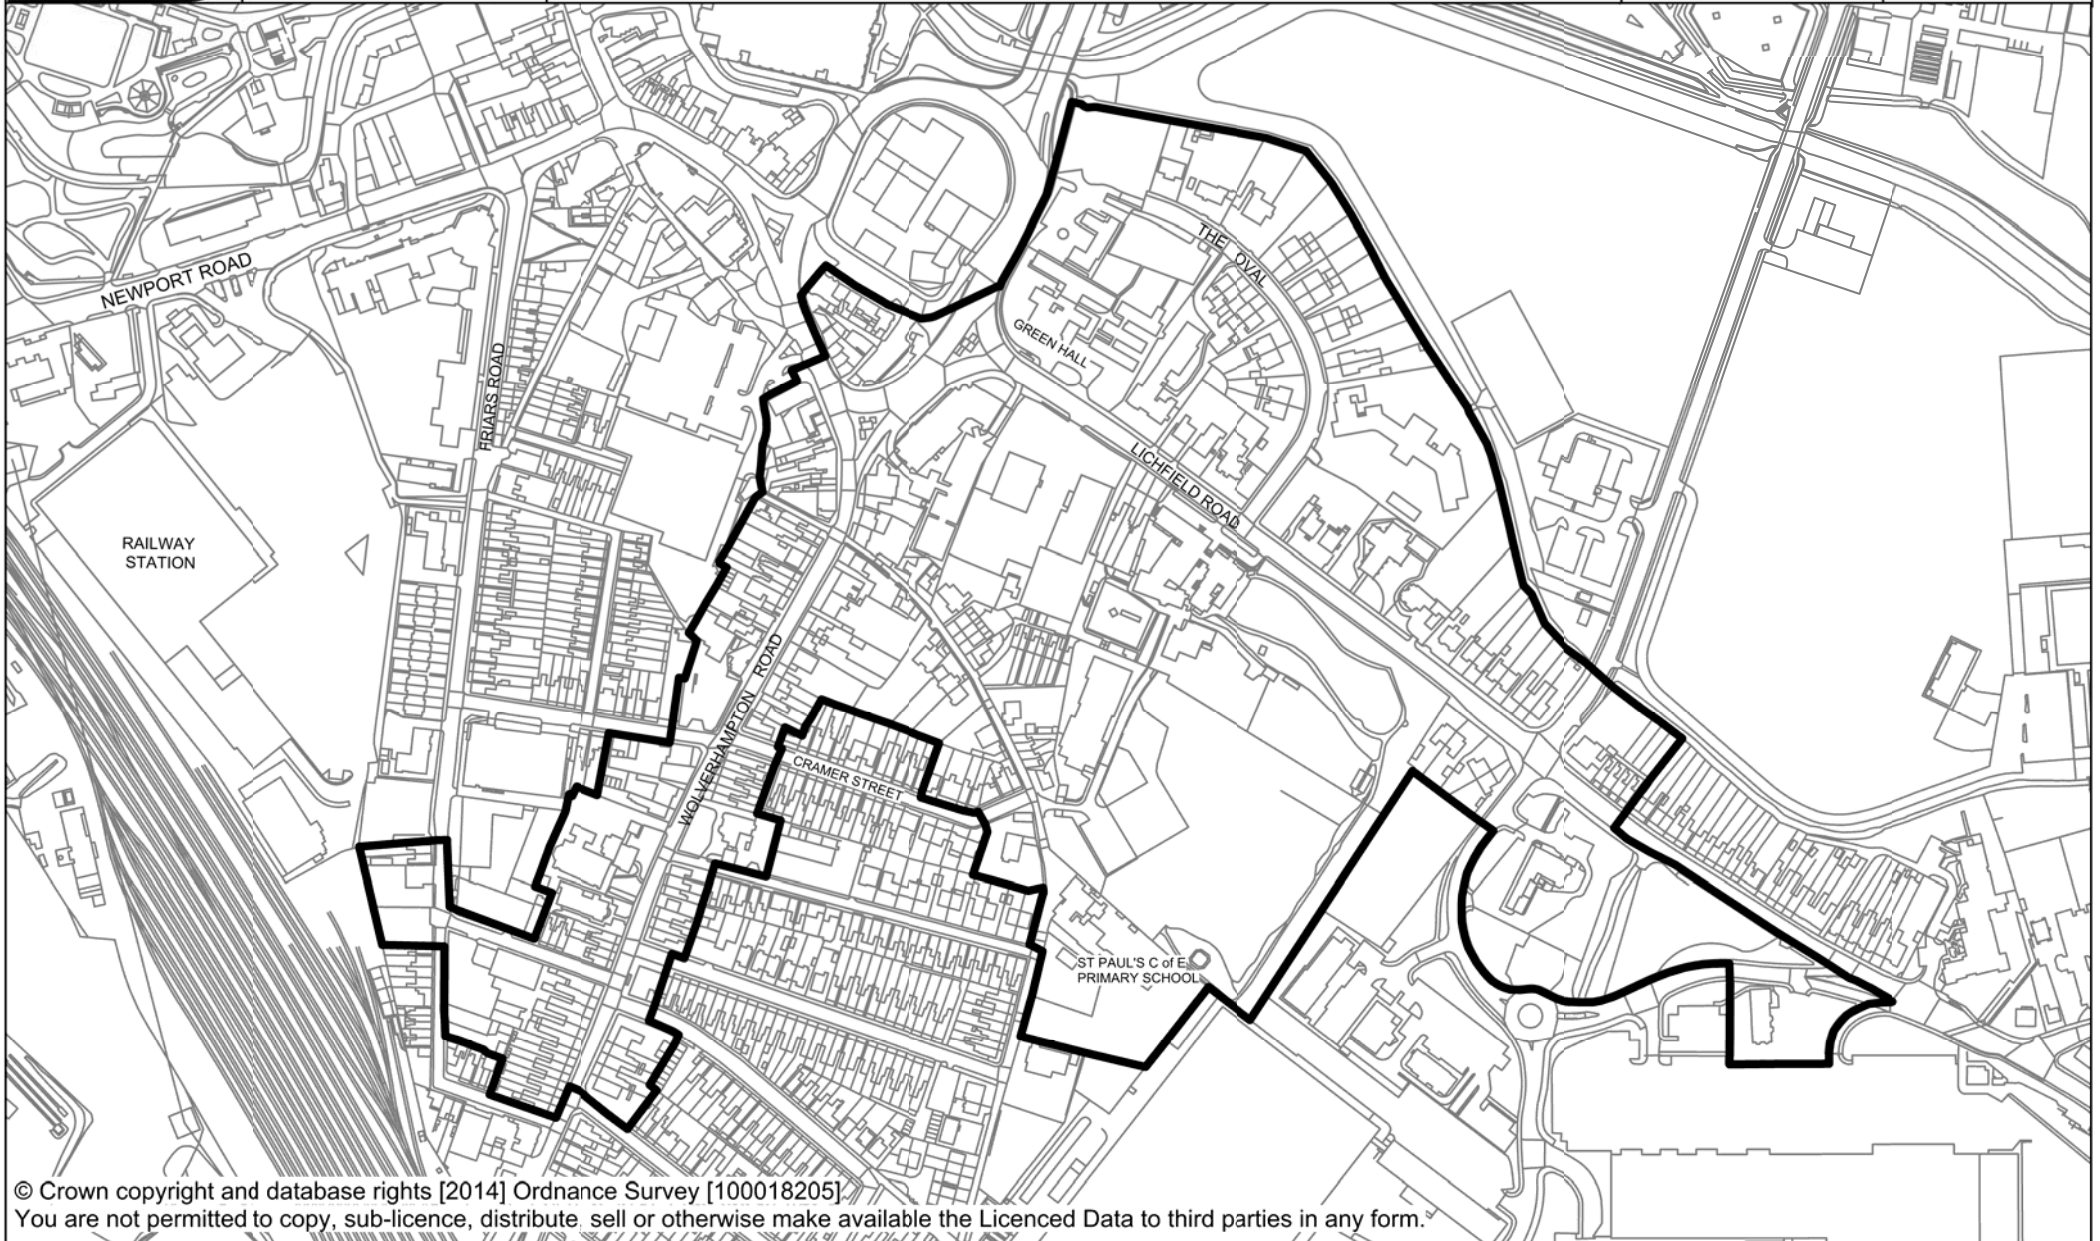 THE OVAL
NEWPORT ROAD
GREEN HALL
FRIARS ROAD
LICHFIELD ROAD
RAILWAY
STATION
WOLVERHAMPTON ROAD
CRAMER STREET
ST PAUL'S C of E
PRIMARY SCHOOL
© Crown copyright and database rights [2014] Ordnance Survey [100018205]
You are not permitted to copy, sub-licence, distribute, sell or otherwise make available the Licenced Data to third parties in any form.